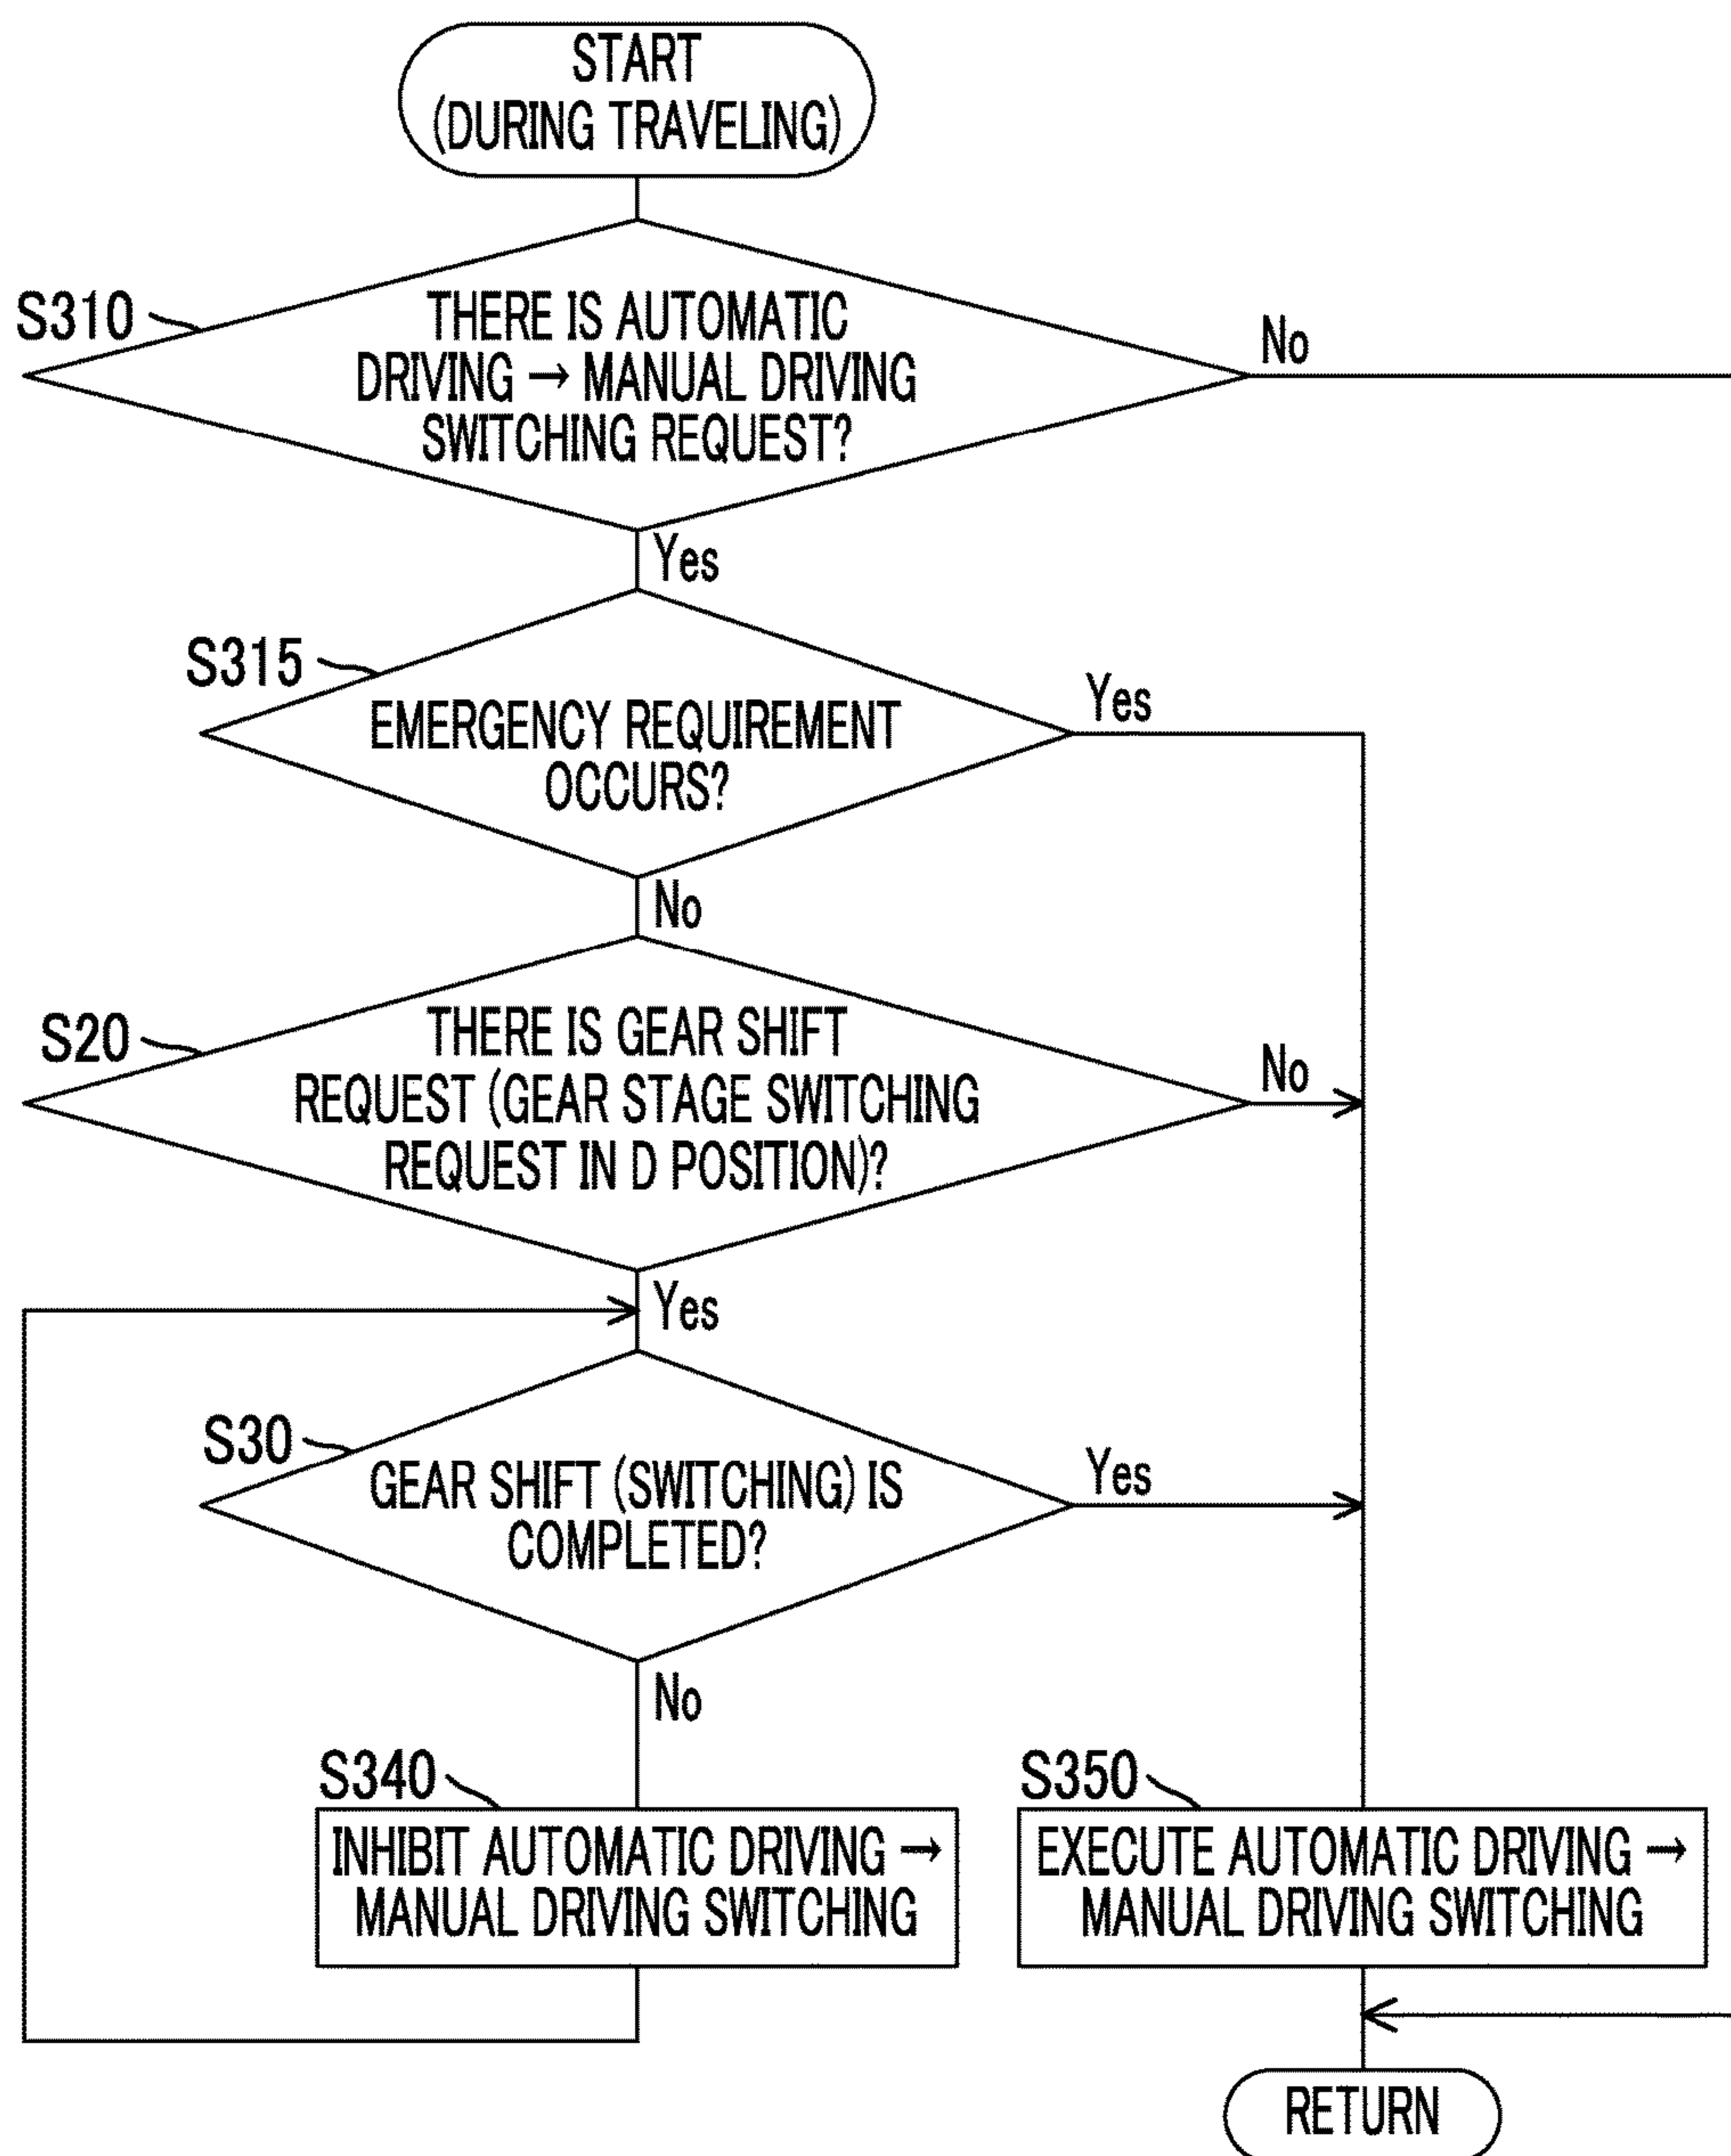 START
(DURING TRAVELING)
S310
THERE IS AUTOMATIC
DRIVING → MANUAL DRIVING
SWITCHING REQUEST?
No
Yes
S315
EMERGENCY REQUIREMENT
OCCURS?
Yes
No
S20
THERE IS GEAR SHIFT
REQUEST (GEAR STAGE SWITCHING
REQUEST IN D POSITION)?
No
Yes
S30
GEAR SHIFT (SWITCHING) IS
COMPLETED?
Yes
No
S340
INHIBIT AUTOMATIC DRIVING →
MANUAL DRIVING SWITCHING
S350
EXECUTE AUTOMATIC DRIVING →
MANUAL DRIVING SWITCHING
RETURN